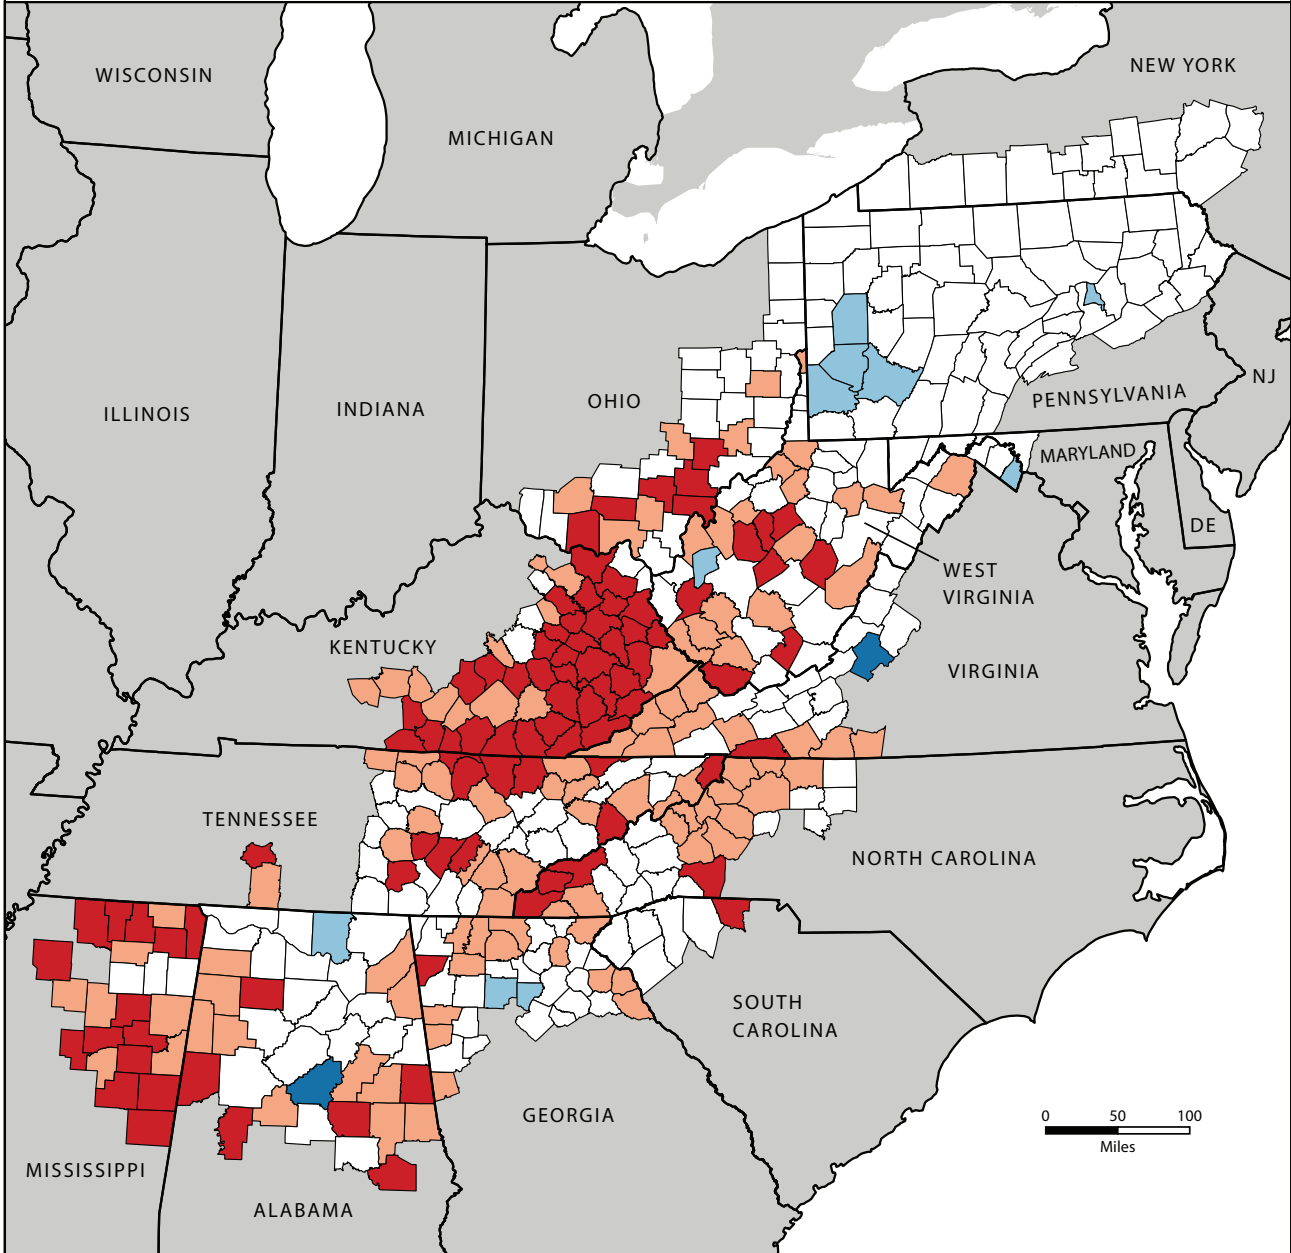 NEW YORK
WISCONSIN
MICHIGAN
NJ
PENNSYLVANIA
OHIO
INDIANA
ILLINOIS
MARYLAND
DE
WEST
VIRGINIA
KENTUCKY
VIRGINIA
TENNESSEE
NORTH CAROLINA
SOUTH
CAROLINA
GEORGIA
0 50 100
Miles
MISSISSIPPI
ALABAMA